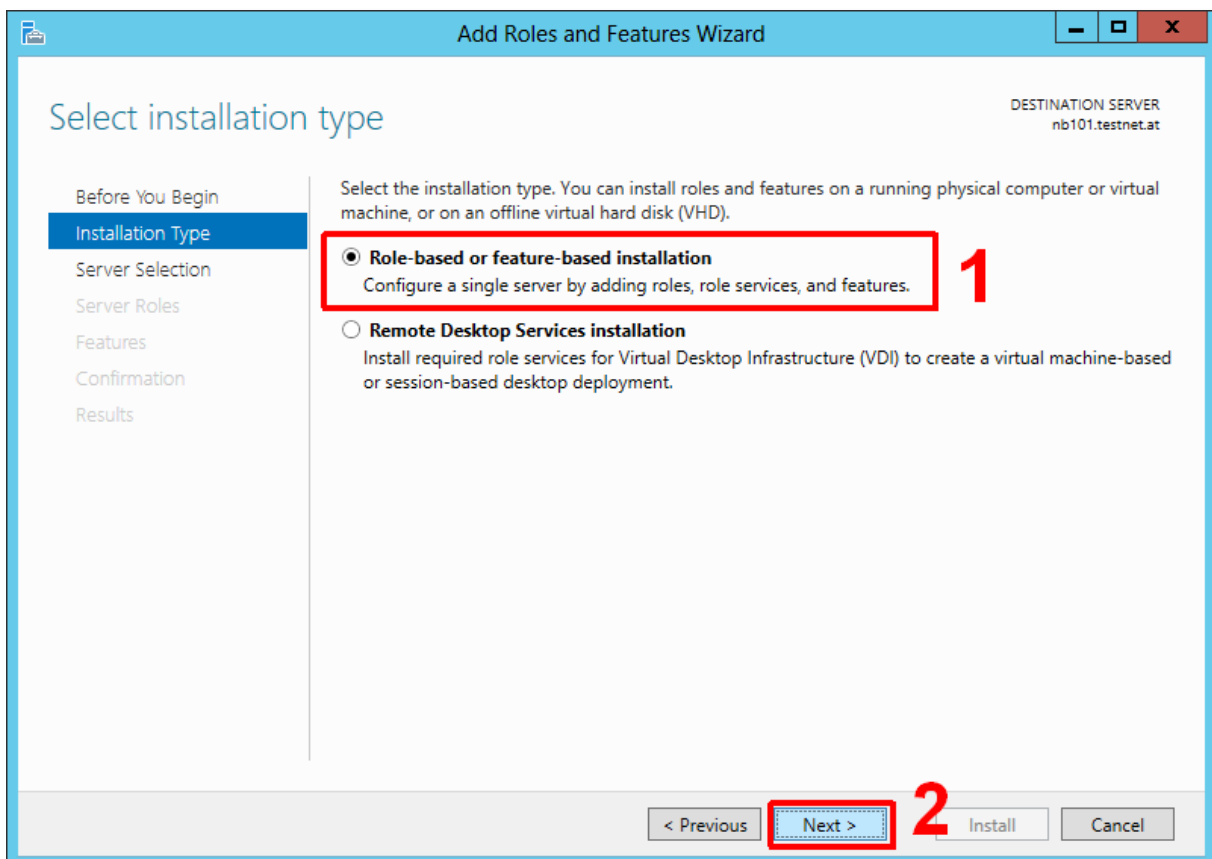 Add Roles and Features Wizard
Select installation type
DESTINATION SERVER
nb101.testnet.at
Before You Begin
Installation Type
Server Selection
Server Roles
Features
Confirmation
Results
Select the installation type. You can install roles and features on a running physical computer or virtual
machine, or on an offline virtual hard disk (VHD).
Role-based or feature-based installation
Configure a single server by adding roles, role services, and features.
1
Remote Desktop Services installation
Install required role services for Virtual Desktop Infrastructure (VDI) to create a virtual machine-based
or session-based desktop deployment.
< Previous
Next >
2
Install
Cancel